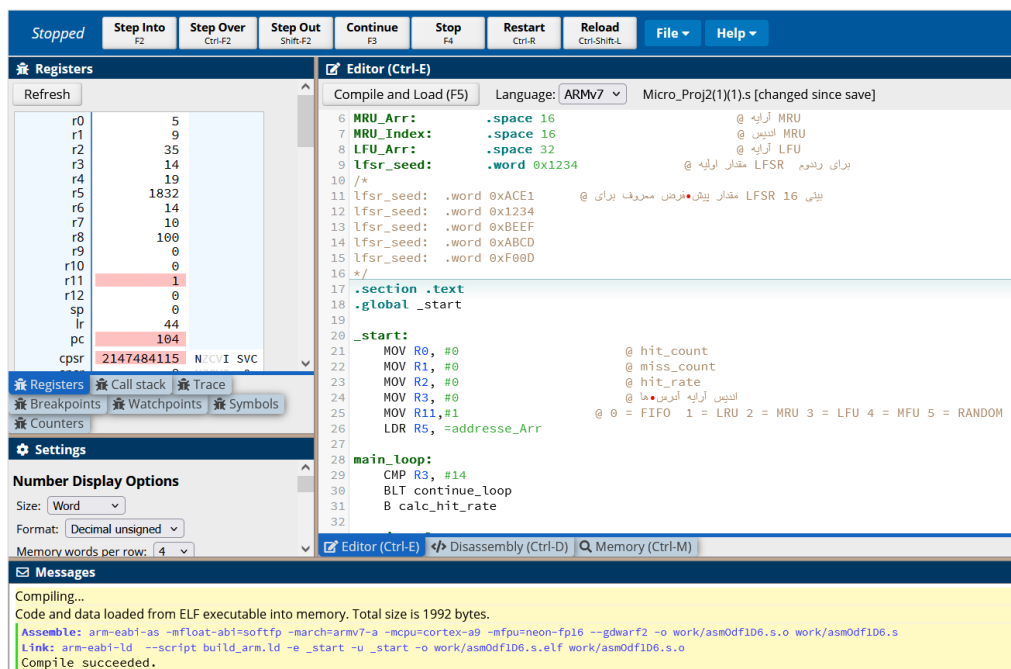 Stopped
Step Into
F2
Step Over
Ctrl-F2
Step Out
Shift-F2
Continue
F3
Stop
F4
Restart
Ctrl-R
Reload
Ctrl-Shift-L
File
Help
Registers
Refresh
r0 5
r1 9
r2 35
r3 14
r4 19
r5 1832
r6 14
r7 10
r8 100
r9 0
r10 0
r11 1
r12 0
sp 0
lr 44
pc 104
cpsr 2147484115 NZCVI SVC
Registers Call stack Trace
Breakpoints Watchpoints Symbols
Counters
Settings
Number Display Options
Size: Word
Format: Decimal unsigned
Memory words per row: 4
Editor (Ctrl-E)
Compile and Load (F5) Language: ARMv7 Micro_Proj2(1)(1).s [changed since save]
6 MRU_Arr: .space 16 @ آرایه MRU
7 MRU_Index: .space 16 @ اندیس MRU
8 LFU_Arr: .space 32 @ آرایه LFU
9 lfsr_seed: .word 0x1234 @ مقدار اولیه LFSR برای رندوم
10 /*
11 lfsr_seed: .word 0xACE1 @ مقدار پیش•فرض معروف برای LFSR 16 بیتی
12 lfsr_seed: .word 0x1234
13 lfsr_seed: .word 0xBEEF
14 lfsr_seed: .word 0xABCD
15 lfsr_seed: .word 0xF00D
16 */
17 .section .text
18 .global _start
19
20 _start:
21 MOV R0, #0 @ hit_count
22 MOV R1, #0 @ miss_count
23 MOV R2, #0 @ hit_rate
24 MOV R3, #0 @ اندیس آرایه آدرس•ها
25 MOV R11,#1 @ 0 = FIFO 1 = LRU 2 = MRU 3 = LFU 4 = MFU 5 = RANDOM
26 LDR R5, =addresse_Arr
27
28 main_loop:
29 CMP R3, #14
30 BLT continue_loop
31 B calc_hit_rate
32
Editor (Ctrl-E) Disassembly (Ctrl-D) Memory (Ctrl-M)
Messages
Compiling...
Code and data loaded from ELF executable into memory. Total size is 1992 bytes.
Assemble: arm-eabi-as -mfloat-abi=softfp -march=armv7-a -mcpu=cortex-a9 -mfpu=neon-fp16 --gdwarf2 -o work/asmOdf1D6.s.o work/asmOdf1D6.s
Link: arm-eabi-ld --script build_arm.ld -e _start -u _start -o work/asmOdf1D6.s.elf work/asmOdf1D6.s.o
Compile succeeded.